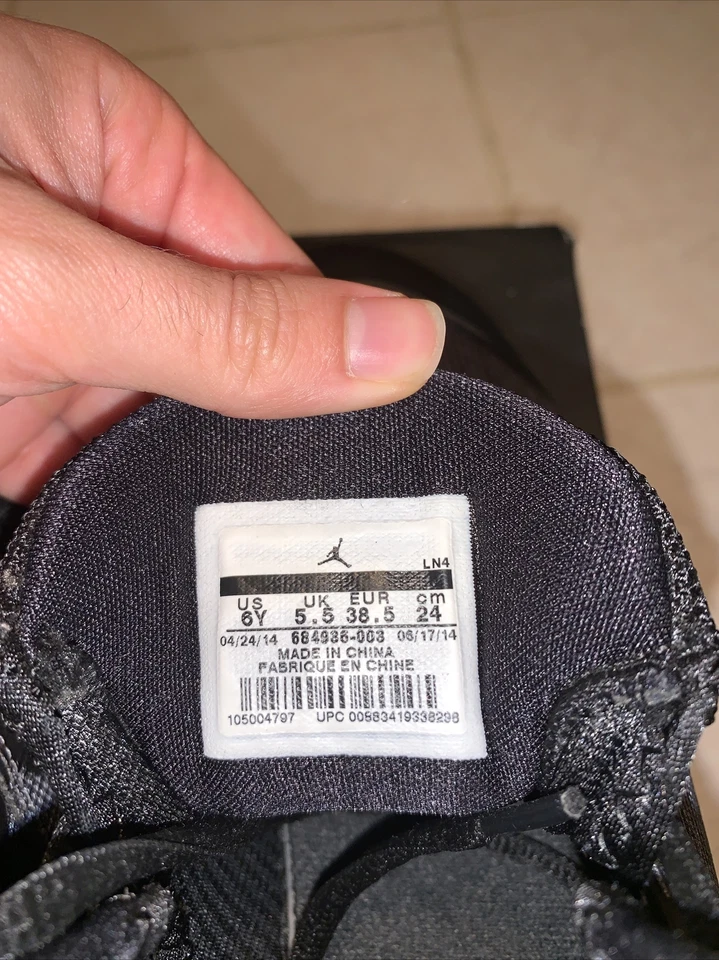 LN4
US UK EUR cm
6Y 5.5 38.5 24
04/24/14 684936-003 06/17/14
MADE IN CHINA
FABRIQUE EN CHINE
105004797 UPC 00883419338298